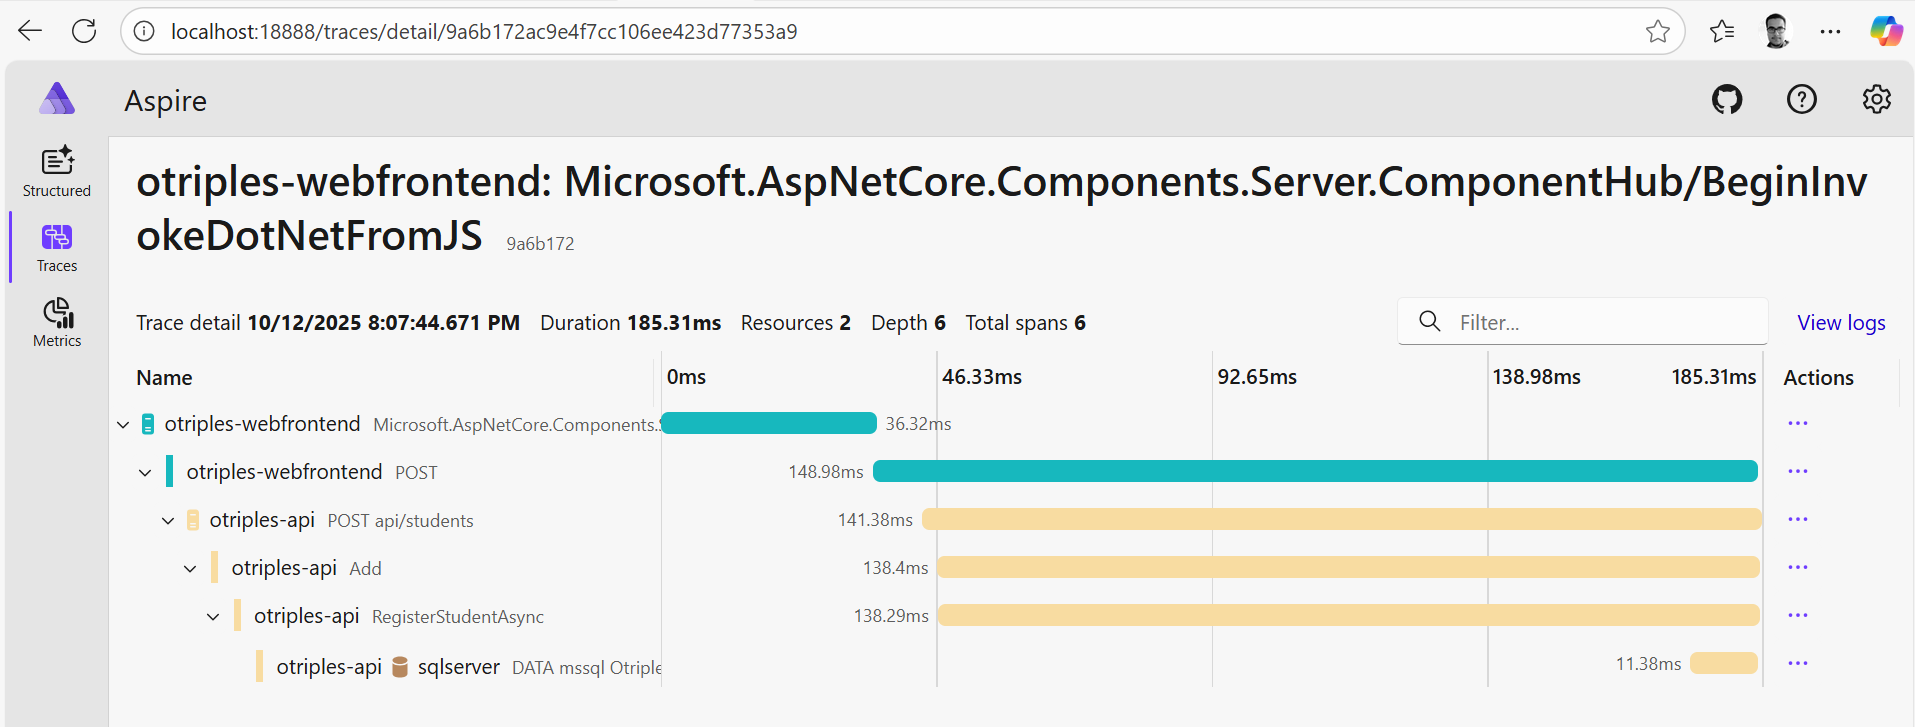 localhost:18888/traces/detail/9a6b172ac9e4f7cc106ee423d77353a9
Aspire
Structured
Traces
Metrics
otriples-webfrontend: Microsoft.AspNetCore.Components.Server.ComponentHub/BeginInv
okeDotNetFromJS 9a6b172
Trace detail 10/12/2025 8:07:44.671 PM Duration 185.31ms Resources 2 Depth 6 Total spans 6
Filter...
View logs
Name 0ms 46.33ms 92.65ms 138.98ms 185.31ms Actions
otriples-webfrontend Microsoft.AspNetCore.Components. 36.32ms
otriples-webfrontend POST 148.98ms
otriples-api POST api/students 141.38ms
otriples-api Add 138.4ms
otriples-api RegisterStudentAsync 138.29ms
otriples-api sqlserver DATA mssql Otriple 11.38ms